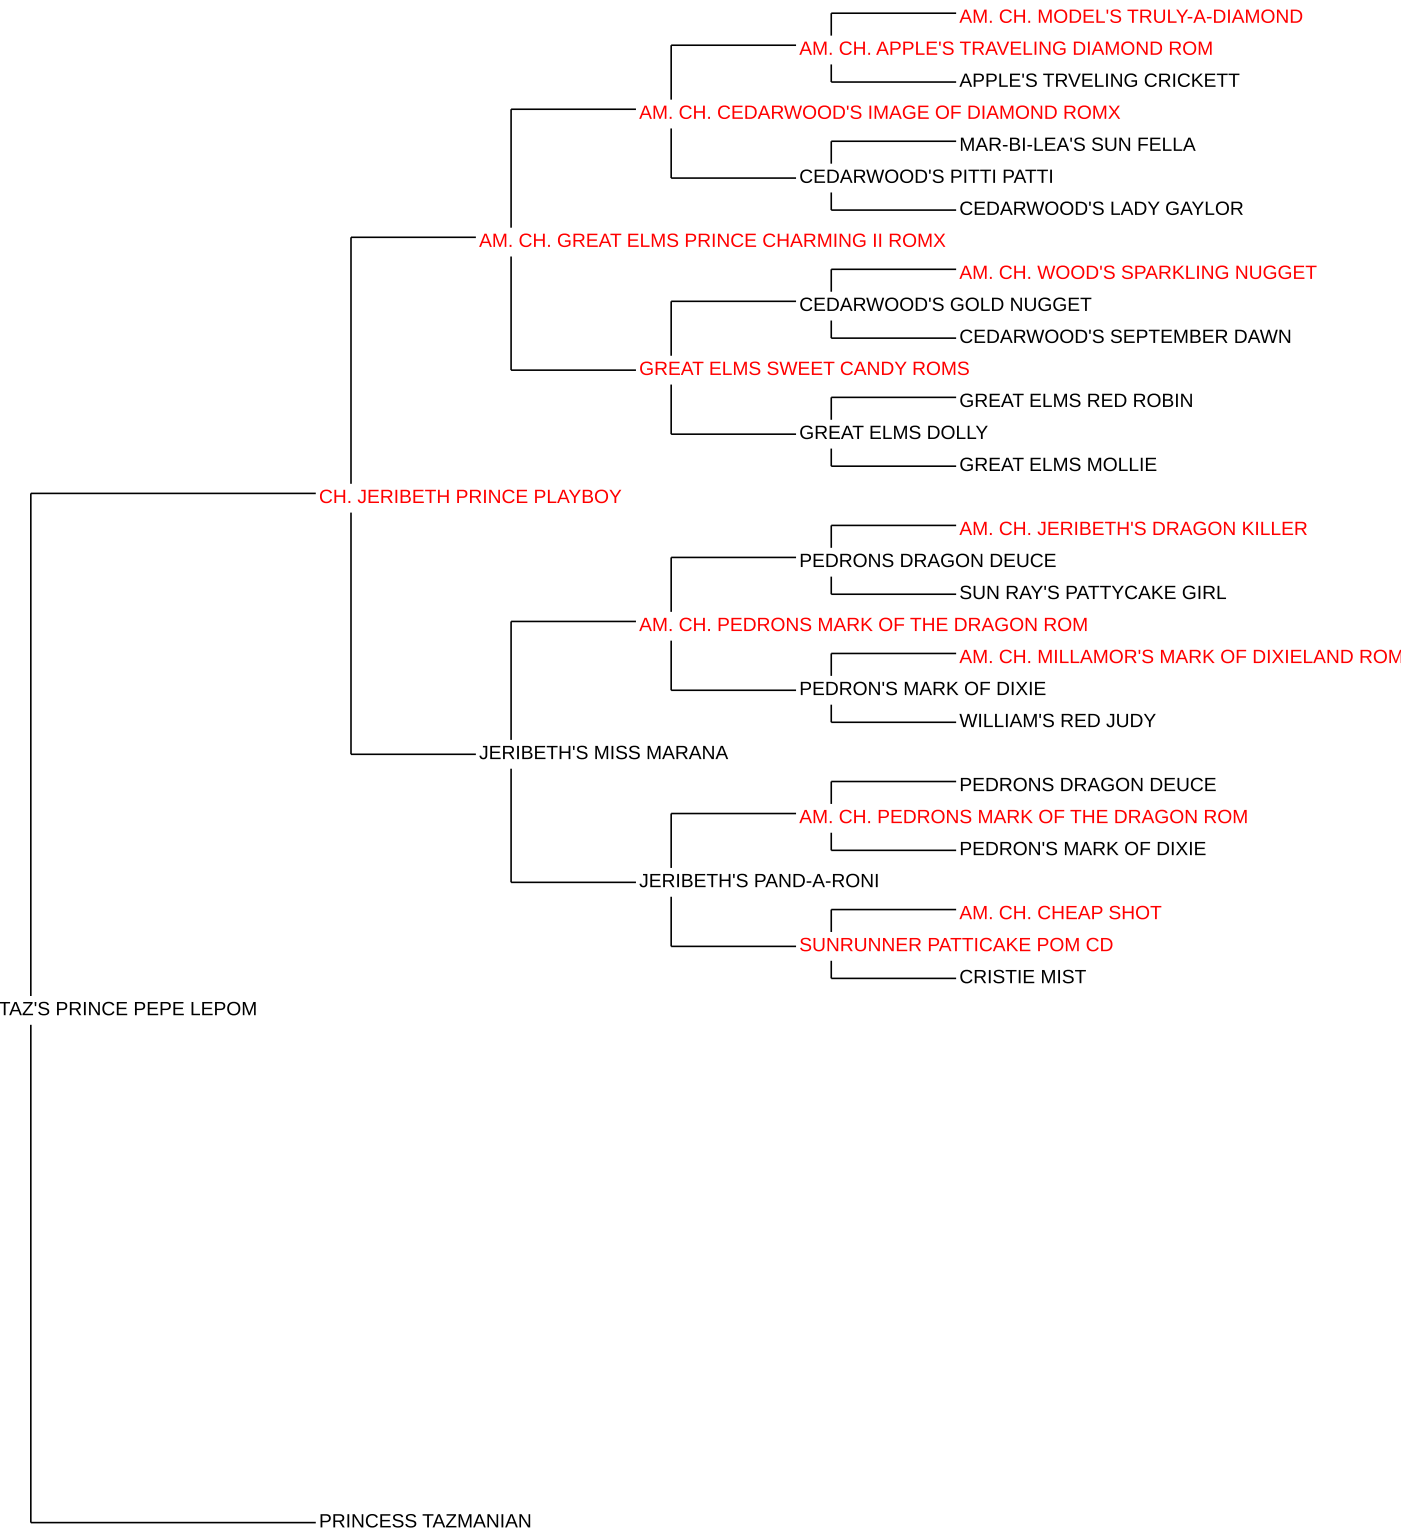 AM. CH. MODEL'S TRULY-A-DIAMOND
AM. CH. APPLE'S TRAVELING DIAMOND ROM
APPLE'S TRVELING CRICKETT
AM. CH. CEDARWOOD'S IMAGE OF DIAMOND ROMX
MAR-BI-LEA'S SUN FELLA
CEDARWOOD'S PITTI PATTI
CEDARWOOD'S LADY GAYLOR
AM. CH. GREAT ELMS PRINCE CHARMING II ROMX
AM. CH. WOOD'S SPARKLING NUGGET
CEDARWOOD'S GOLD NUGGET
CEDARWOOD'S SEPTEMBER DAWN
GREAT ELMS SWEET CANDY ROMS
GREAT ELMS RED ROBIN
GREAT ELMS DOLLY
GREAT ELMS MOLLIE
CH. JERIBETH PRINCE PLAYBOY
AM. CH. JERIBETH'S DRAGON KILLER
PEDRONS DRAGON DEUCE
SUN RAY'S PATTYCAKE GIRL
AM. CH. PEDRONS MARK OF THE DRAGON ROM
AM. CH. MILLAMOR'S MARK OF DIXIELAND ROM
PEDRON'S MARK OF DIXIE
WILLIAM'S RED JUDY
JERIBETH'S MISS MARANA
PEDRONS DRAGON DEUCE
AM. CH. PEDRONS MARK OF THE DRAGON ROM
PEDRON'S MARK OF DIXIE
JERIBETH'S PAND-A-RONI
AM. CH. CHEAP SHOT
SUNRUNNER PATTICAKE POM CD
CRISTIE MIST
TAZ'S PRINCE PEPE LEPOM
PRINCESS TAZMANIAN